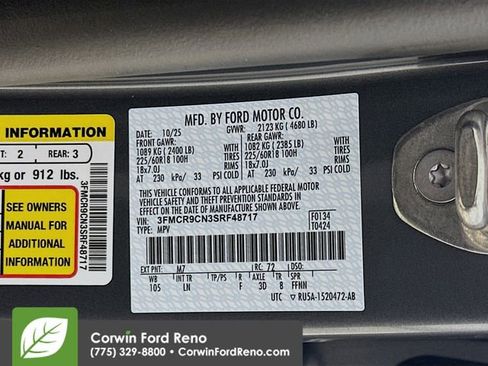 INFORMATION
T: 2 REAR: 3
kg or 912 lbs.
SEE OWNERS
MANUAL FOR
ADDITIONAL
INFORMATION
3FMCR9CN3SRF48717
MFD. BY FORD MOTOR CO.
10/25 GVWR: 2123 KG ( 4680 LB)
FRONT GAWR: REAR GAWR:
1089 KG ( 2400 LB) 1082 KG ( 2385 LB)
WITH TIRES WITH TIRES
225/60R18 100H 225/60R18 100H
RIMS RIMS
18x7.0J 18x7.0J
AT 230 kPa/ 33 PSI COLD AT 230 kPa/ 33 PSI COLD
THIS VEHICLE CONFORMS TO ALL APPLICABLE FEDERAL MOTOR
VEHICLE SAFETY AND THEFT PREVENTION STANDARDS IN EFFECT
ON THE DATE OF MANUFACTURE SHOWN ABOVE.
VIN: 3FMCR9CN3SRF48717 F0134
TYPE: MPV T0424
EXT PNT: M7 RC: 72 DSO:
WB INT TR TP/PS R AXLE TR SPR
105 LN F 3D 8 FFNN
UTC RU5A-1520472-AB
Corwin Ford Reno
(775) 329-8800 • CorwinFordReno.com